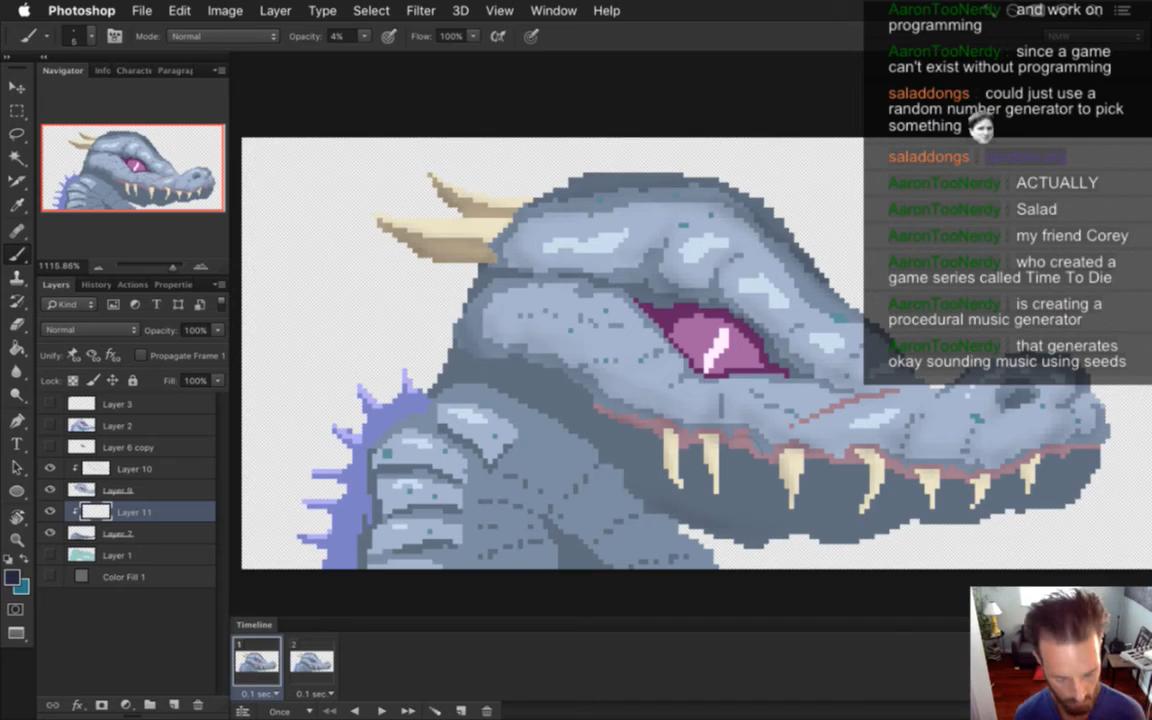 Photoshop File Edit Image Layer Type Select Filter 3D View Window Help
5 Mode: Normal Opacity: 4% Flow: 100%
Navigator Info Characte Paragraj
1115.86%
Layers History Actions Propertie
Kind
Normal Opacity: 100%
Unify: Propagate Frame 1
Lock: Fill: 100%
Layer 3
Layer 2
Layer 6 copy
Layer 10
Layer 9
Layer 11
Layer 7
Layer 1
Color Fill 1
AaronTooNerdy : and work on
programming
AaronTooNerdy : since a game
can't exist without programming
saladdongs : could just use a
random number generator to pick
something
saladdongs :
AaronTooNerdy : ACTUALLY
AaronTooNerdy : Salad
AaronTooNerdy : my friend Corey
AaronTooNerdy : who created a
game series called Time To Die
AaronTooNerdy : is creating a
procedural music generator
AaronTooNerdy : that generates
okay sounding music using seeds
Timeline
1 2
0.1 sec. 0.1 sec.
Once